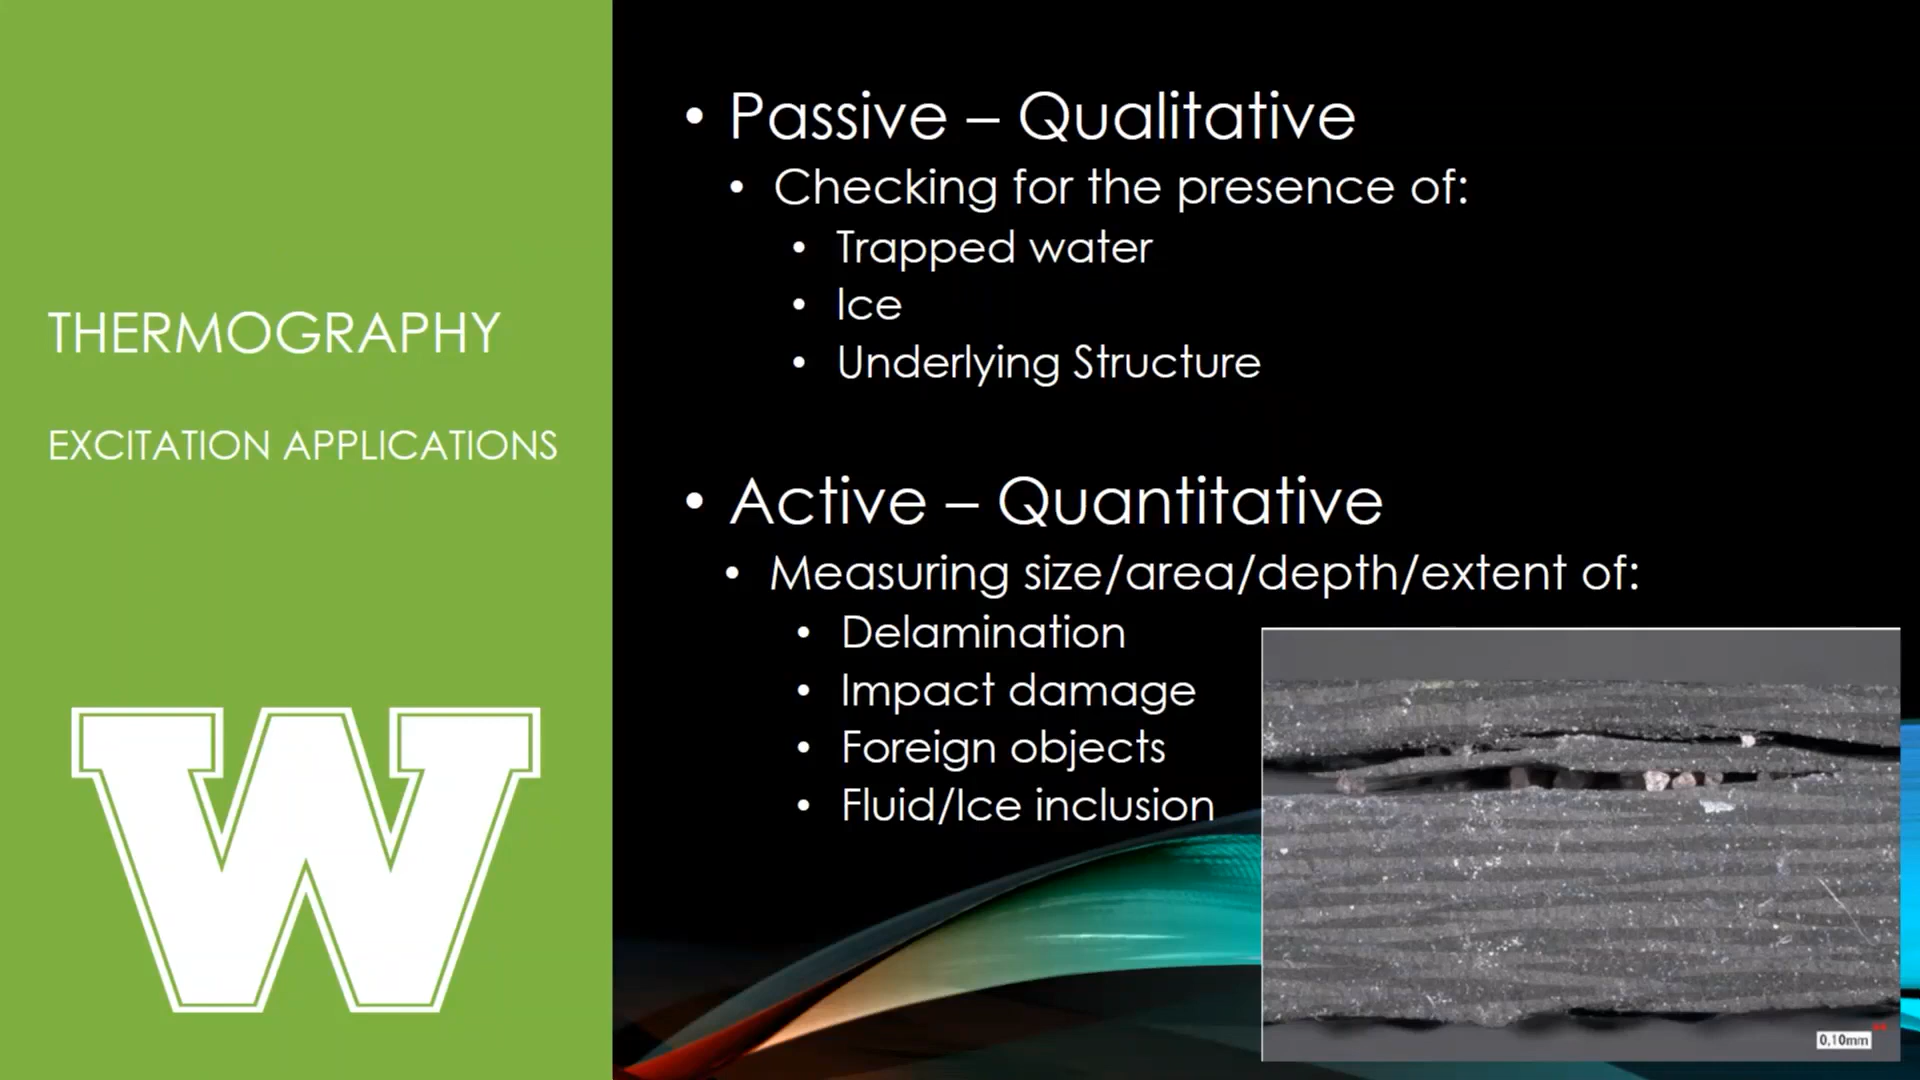 THERMOGRAPHY
EXCITATION APPLICATIONS
W
• Passive – Qualitative
• Checking for the presence of:
• Trapped water
• Ice
• Underlying Structure
• Active – Quantitative
• Measuring size/area/depth/extent of:
• Delamination
• Impact damage
• Foreign objects
• Fluid/Ice inclusion
0.10mm